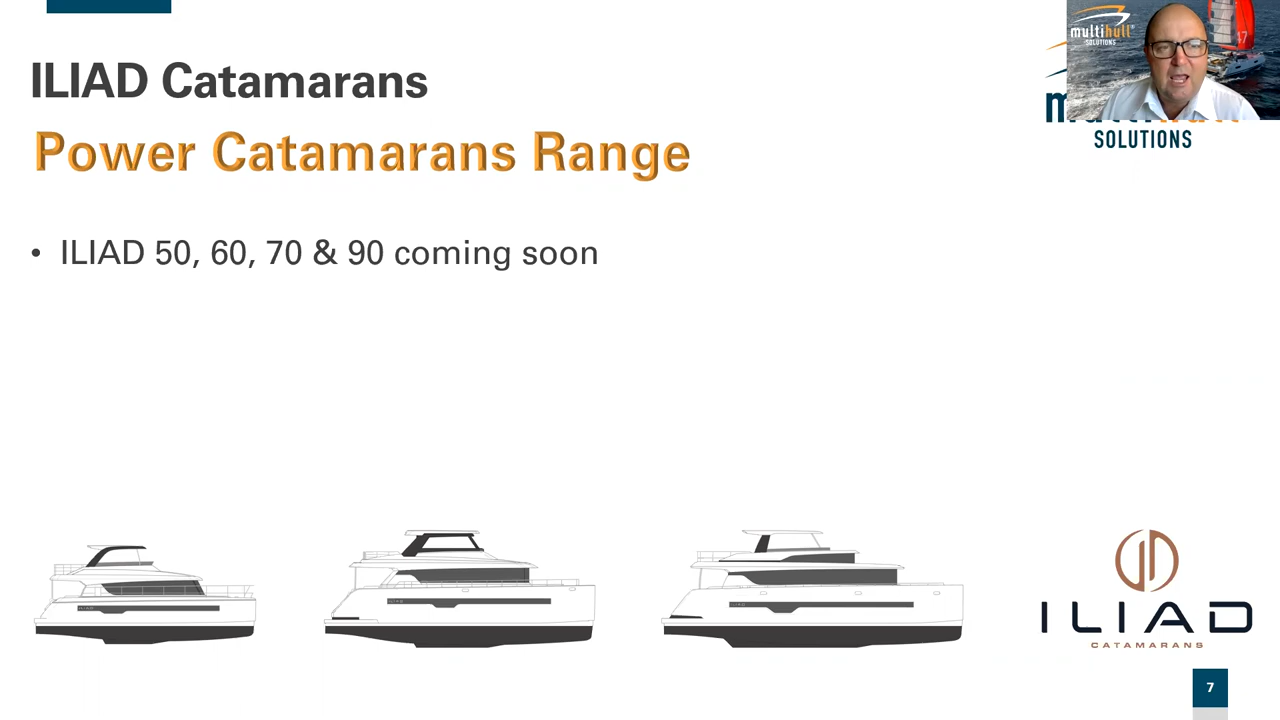 ILIAD Catamarans
Power Catamarans Range
• ILIAD 50, 60, 70 & 90 coming soon
multihull
SOLUTIONS
SOLUTIONS
ILIAD
CATAMARANS
7